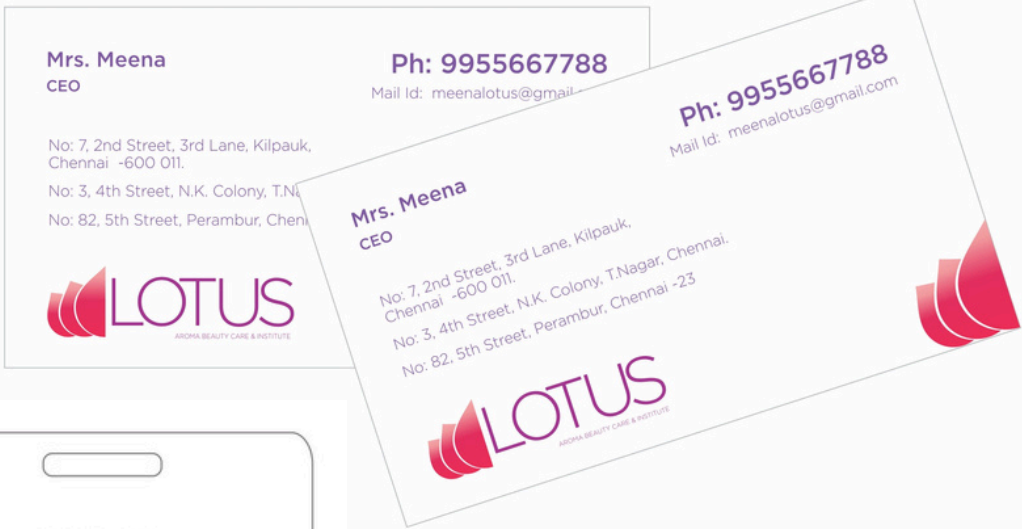 Mrs. Meena
CEO
Ph: 9955667788
Mail Id: meenalotus@gmail
No: 7, 2nd Street, 3rd Lane, Kilpauk,
Chennai -600 011.
No: 3, 4th Street, N.K. Colony,
No: 82, 5th Street, Perambur,
LOTUS
AROMA BEAUTY CARE & INSTITUTE
Ph: 9955667788
Mail Id: meenalotus@gmail.com
Mrs. Meena
CEO
No: 7, 2nd Street, 3rd Lane, Kilpauk,
Chennai -600 011.
No: 3, 4th Street, N.K. Colony, T.Nagar, Chennai.
No: 82, 5th Street, Perambur, Chennai -23
LOTUS
AROMA BEAUTY CARE & INSTITUTE